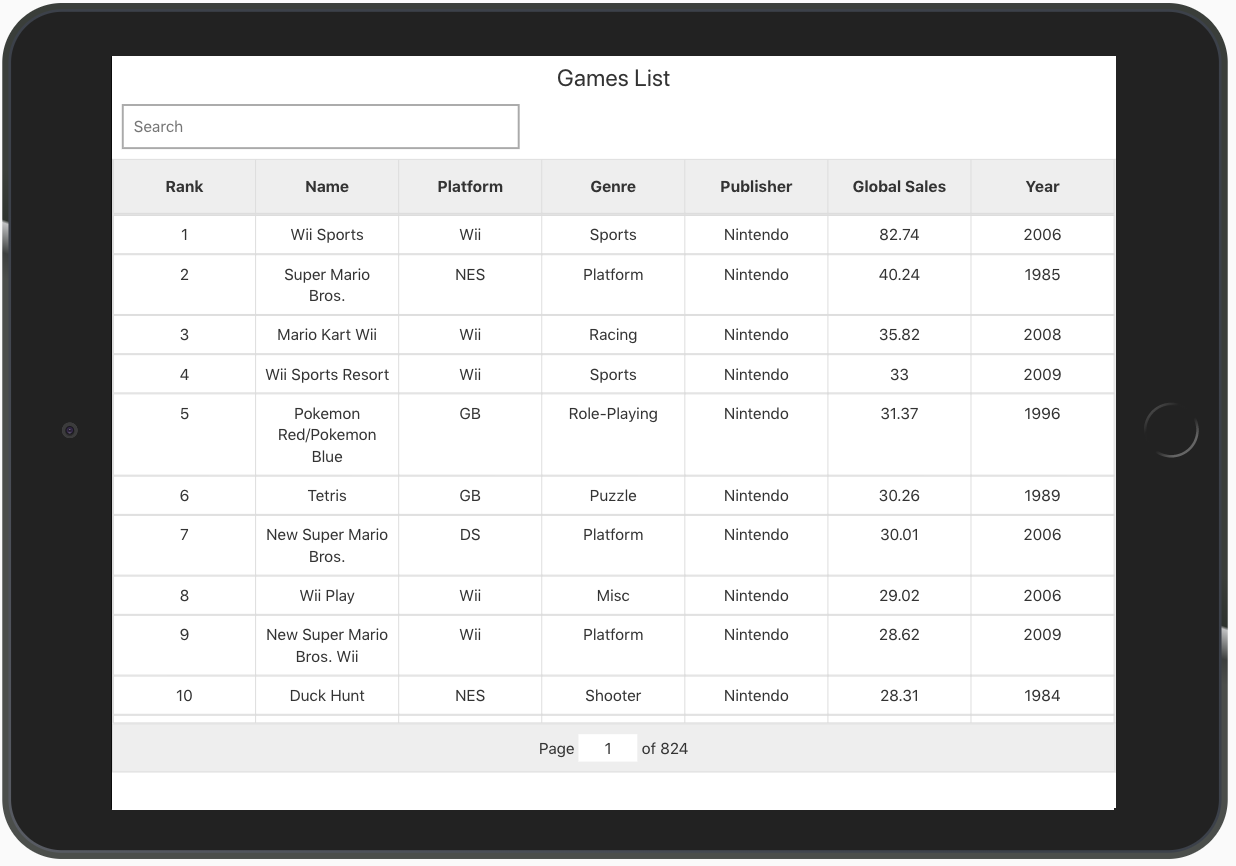 Games List
Search
Rank Name Platform Genre Publisher Global Sales Year
1 Wii Sports Wii Sports Nintendo 82.74 2006
2 Super Mario NES Platform Nintendo 40.24 1985
Bros.
3 Mario Kart Wii Wii Racing Nintendo 35.82 2008
4 Wii Sports Resort Wii Sports Nintendo 33 2009
5 Pokemon GB Role-Playing Nintendo 31.37 1996
Red/Pokemon
Blue
6 Tetris GB Puzzle Nintendo 30.26 1989
7 New Super Mario DS Platform Nintendo 30.01 2006
Bros.
8 Wii Play Wii Misc Nintendo 29.02 2006
9 New Super Mario Wii Platform Nintendo 28.62 2009
Bros. Wii
10 Duck Hunt NES Shooter Nintendo 28.31 1984
Page 1 of 824